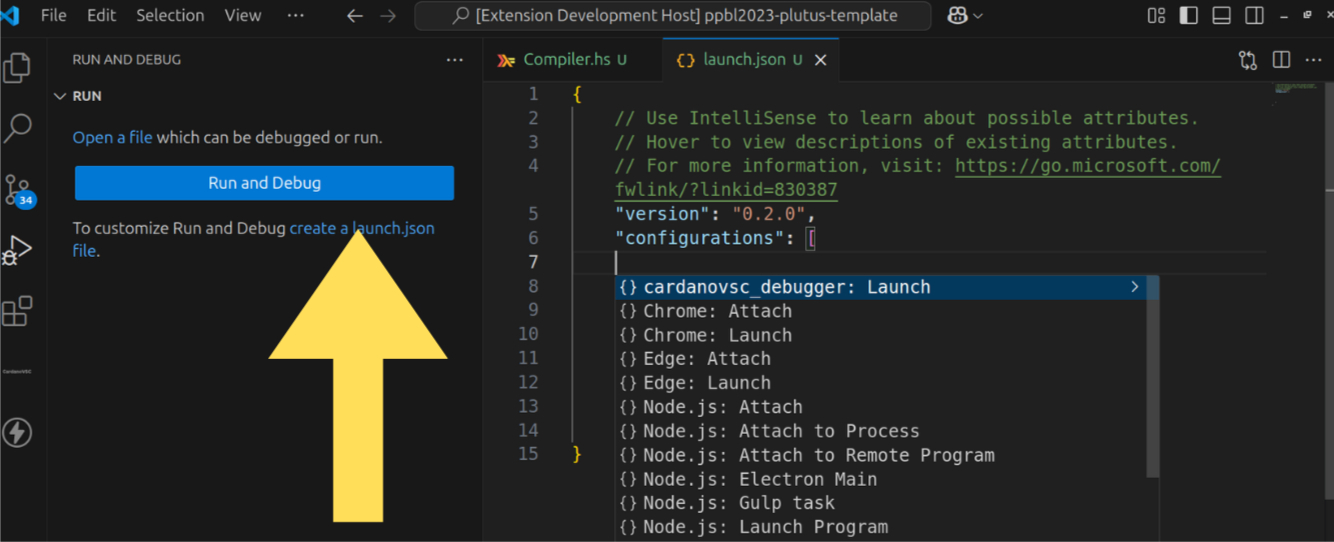 File Edit Selection View ··· [Extension Development Host] ppbl2023-plutus-template
RUN AND DEBUG ···
RUN
Open a file which can be debugged or run.
Run and Debug
To customize Run and Debug create a launch.json
file.
34
CardanoVSC
Compiler.hs U {} launch.json U
1 {
2 // Use IntelliSense to learn about possible attributes.
3 // Hover to view descriptions of existing attributes.
4 // For more information, visit: https://go.microsoft.com/
fwlink/?linkid=830387
5 "version": "0.2.0",
6 "configurations": [
7
8 {} cardanovsc_debugger: Launch
9 {} Chrome: Attach
10 {} Chrome: Launch
11 {} Edge: Attach
12 {} Edge: Launch
13 {} Node.js: Attach
14 {} Node.js: Attach to Process
15 } {} Node.js: Attach to Remote Program
{} Node.js: Electron Main
{} Node.js: Gulp task
{} Node.js: Launch Program